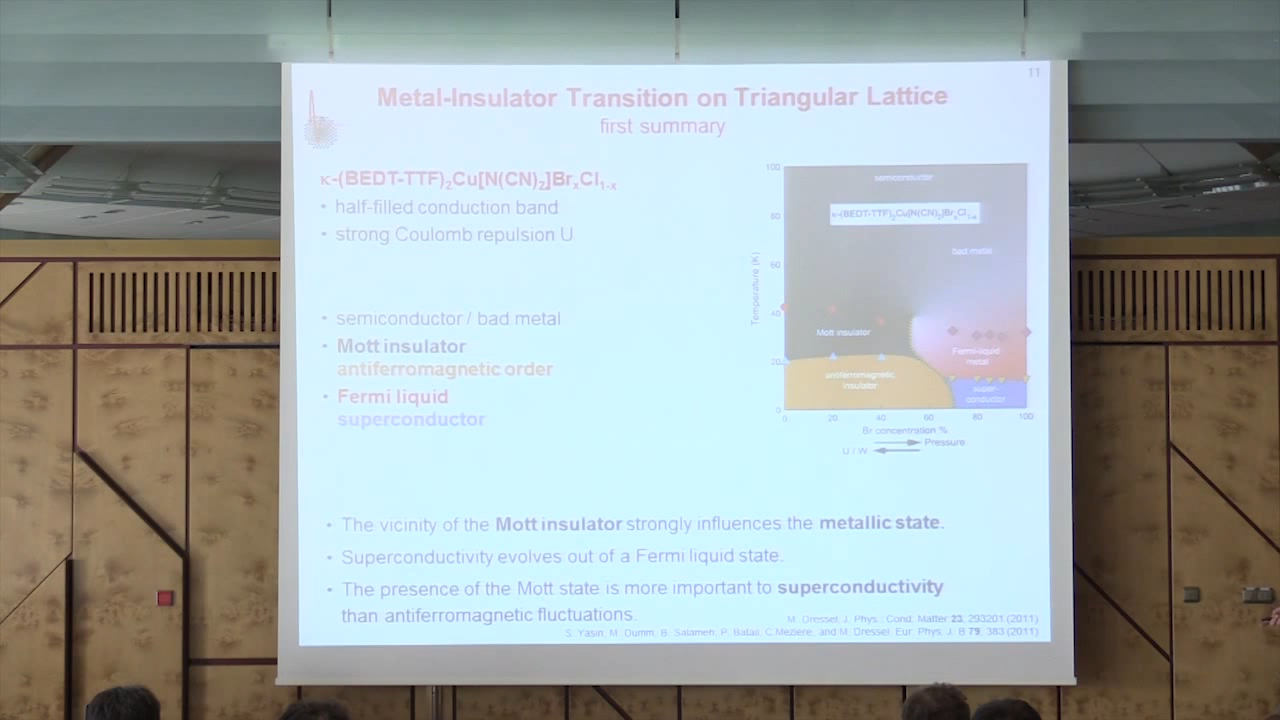 11
Metal-Insulator Transition on Triangular Lattice
first summary
κ-(BEDT-TTF)₂Cu[N(CN)₂]BrₓCl₁₋ₓ
• half-filled conduction band
• strong Coulomb repulsion U
• semiconductor / bad metal
• Mott insulator
antiferromagnetic order
• Fermi liquid
superconductor
100
80
60
40
20
0
Temperature (K)
semiconductor
κ-(BEDT-TTF)₂Cu[N(CN)₂]BrₓCl₁₋ₓ
bad metal
Mott insulator
Fermi-liquid
metal
antiferromagnetic
insulator
super-
conductor
0 20 40 60 80 100
Br concentration %
Pressure
U / W
• The vicinity of the Mott insulator strongly influences the metallic state.
• Superconductivity evolves out of a Fermi liquid state.
• The presence of the Mott state is more important to superconductivity
than antiferromagnetic fluctuations.
M. Dressel, J. Phys.: Cond. Matter 23, 293201 (2011)
S. Yasin, M. Dumm, B. Salameh, P. Batail, C. Mézière, and M. Dressel, Eur. Phys. J. B 79, 383 (2011)